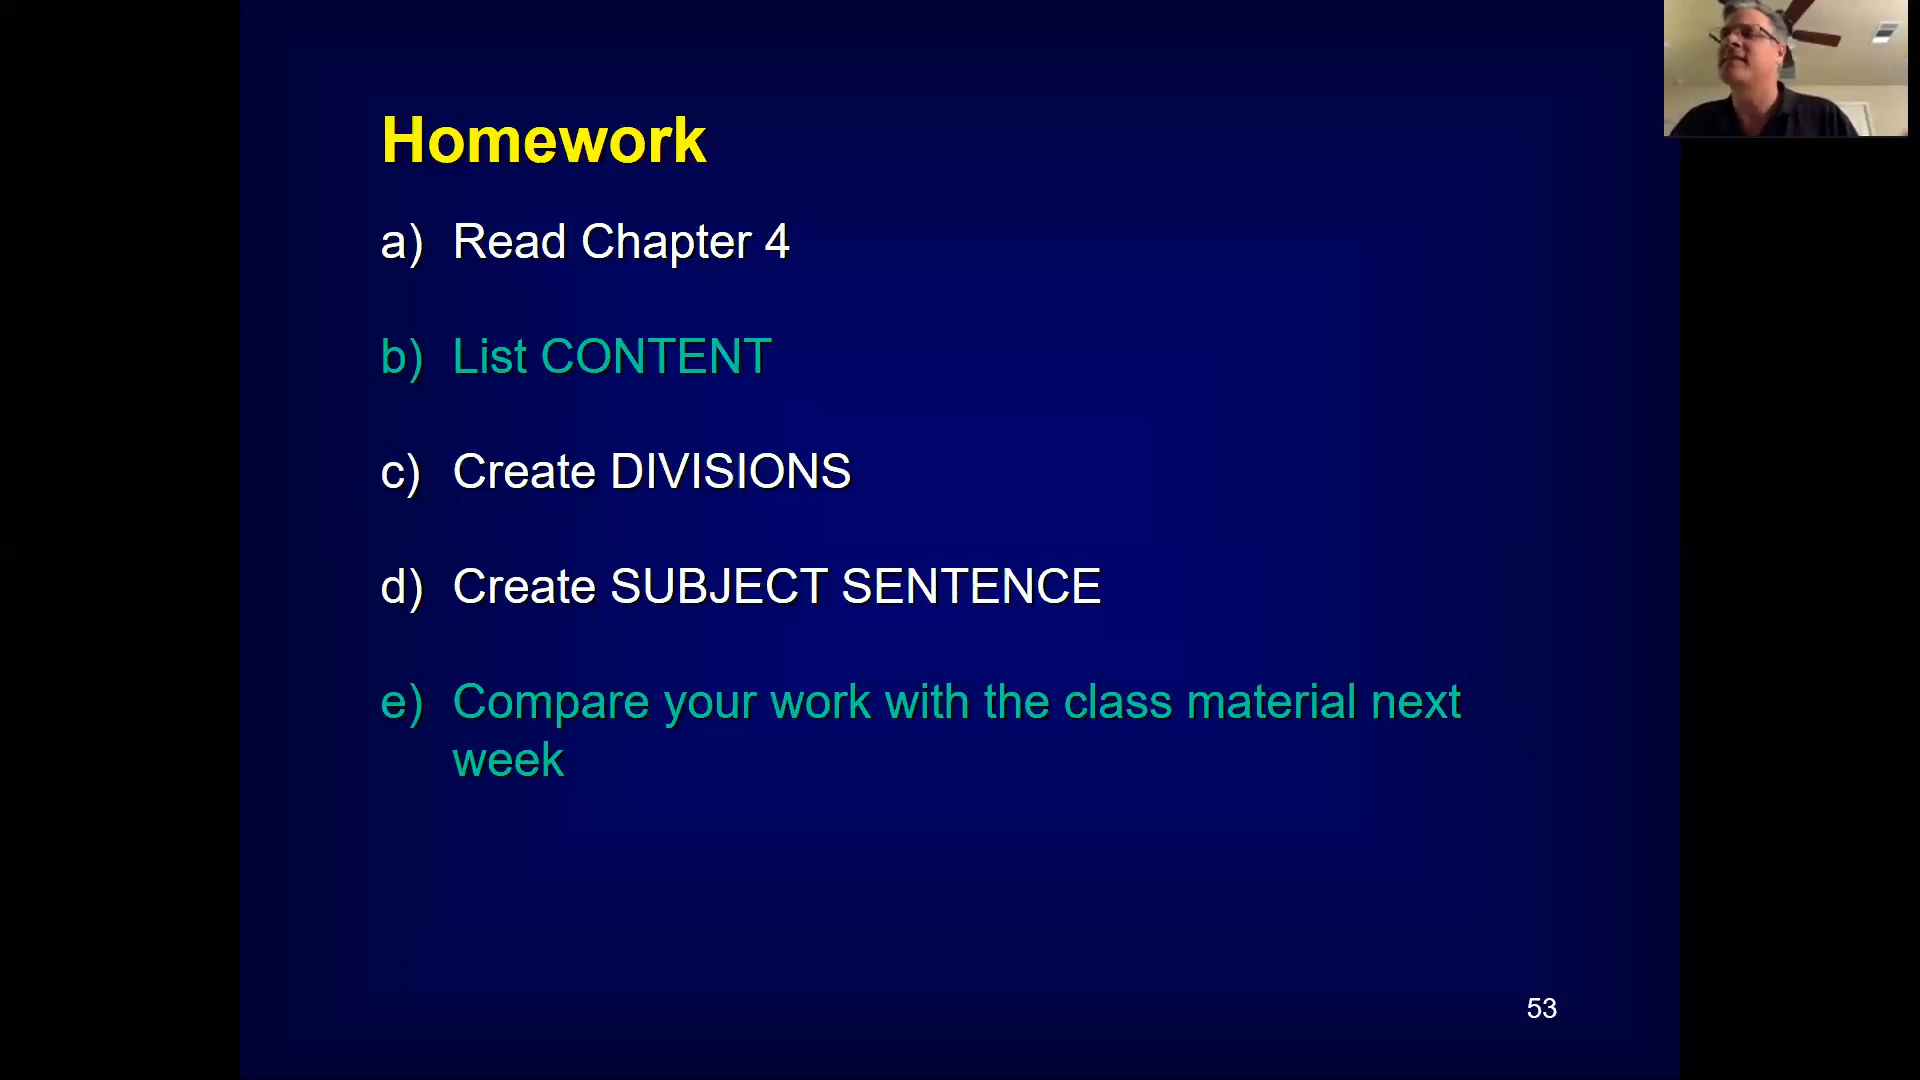 Homework
a) Read Chapter 4
b) List CONTENT
c) Create DIVISIONS
d) Create SUBJECT SENTENCE
e) Compare your work with the class material next
week
53